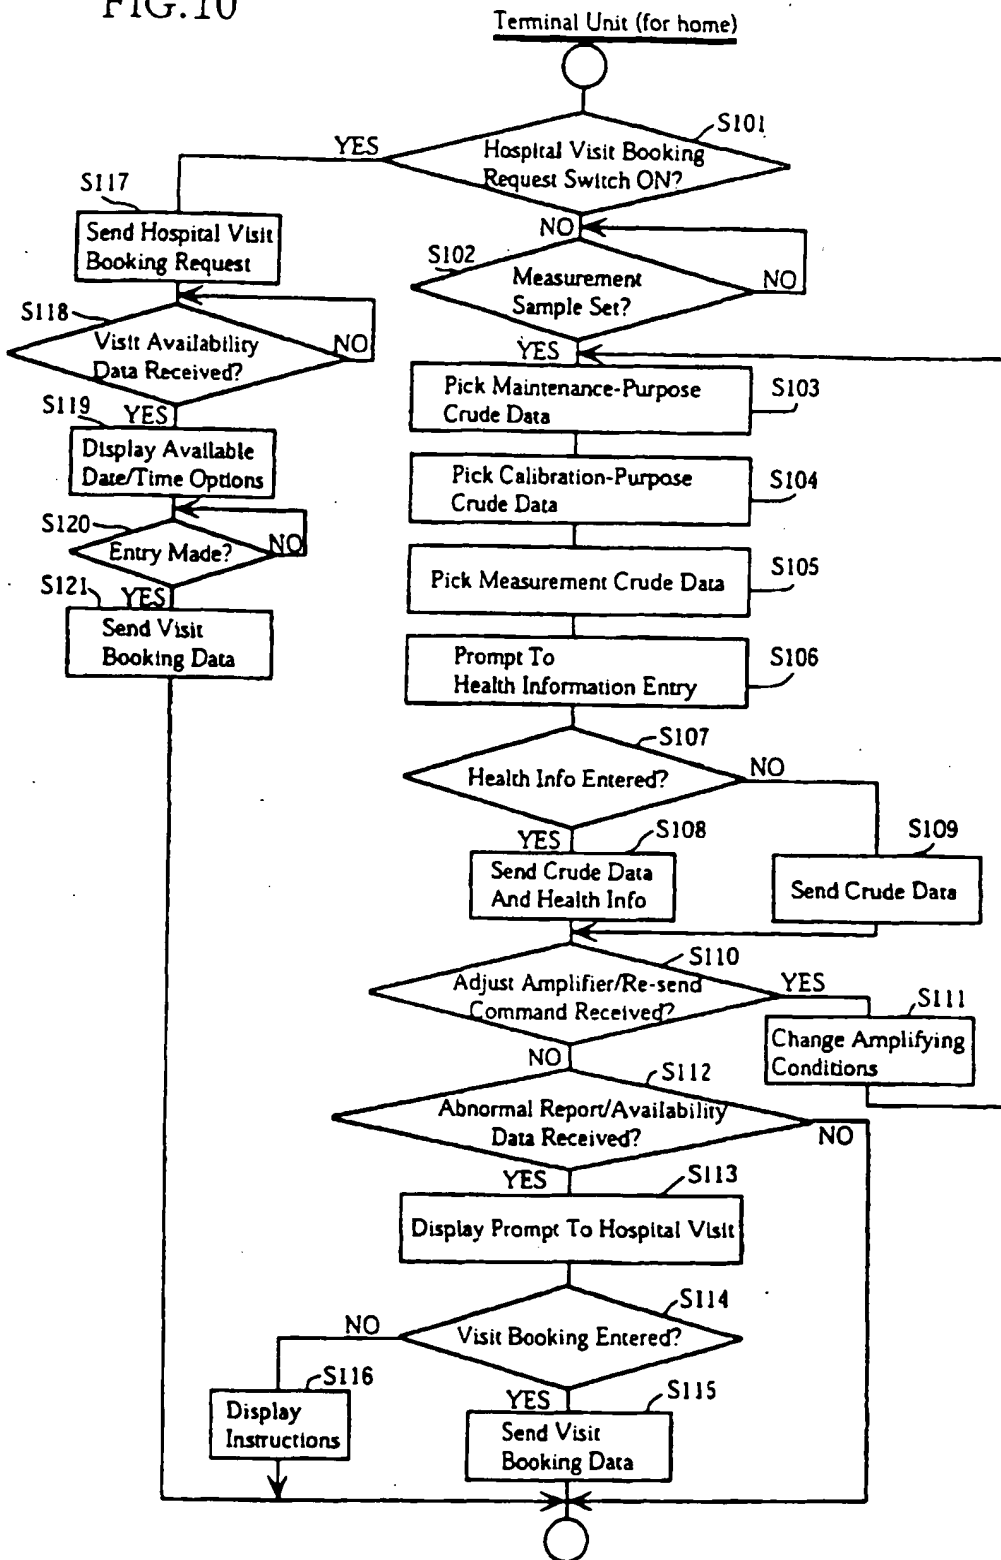 FIG.10
Terminal Unit (for home)
S101
YES
Hospital Visit Booking
Request Switch ON?
NO
S117
Send Hospital Visit
Booking Request
S102
Measurement
Sample Set?
NO
YES
S118
Visit Availability
Data Received?
NO
YES
S103
Pick Maintenance-Purpose
Crude Data
S119
Display Available
Date/Time Options
S104
Pick Calibration-Purpose
Crude Data
S120
Entry Made?
NO
YES
S105
Pick Measurement Crude Data
S121
Send Visit
Booking Data
S106
Prompt To
Health Information Entry
S107
Health Info Entered?
NO
YES
S108
Send Crude Data
And Health Info
S109
Send Crude Data
S110
Adjust Amplifier/Re-send
Command Received?
YES
NO
S111
Change Amplifying
Conditions
S112
Abnormal Report/Availability
Data Received?
NO
YES
S113
Display Prompt To Hospital Visit
S114
Visit Booking Entered?
NO
YES
S116
Display
Instructions
S115
Send Visit
Booking Data